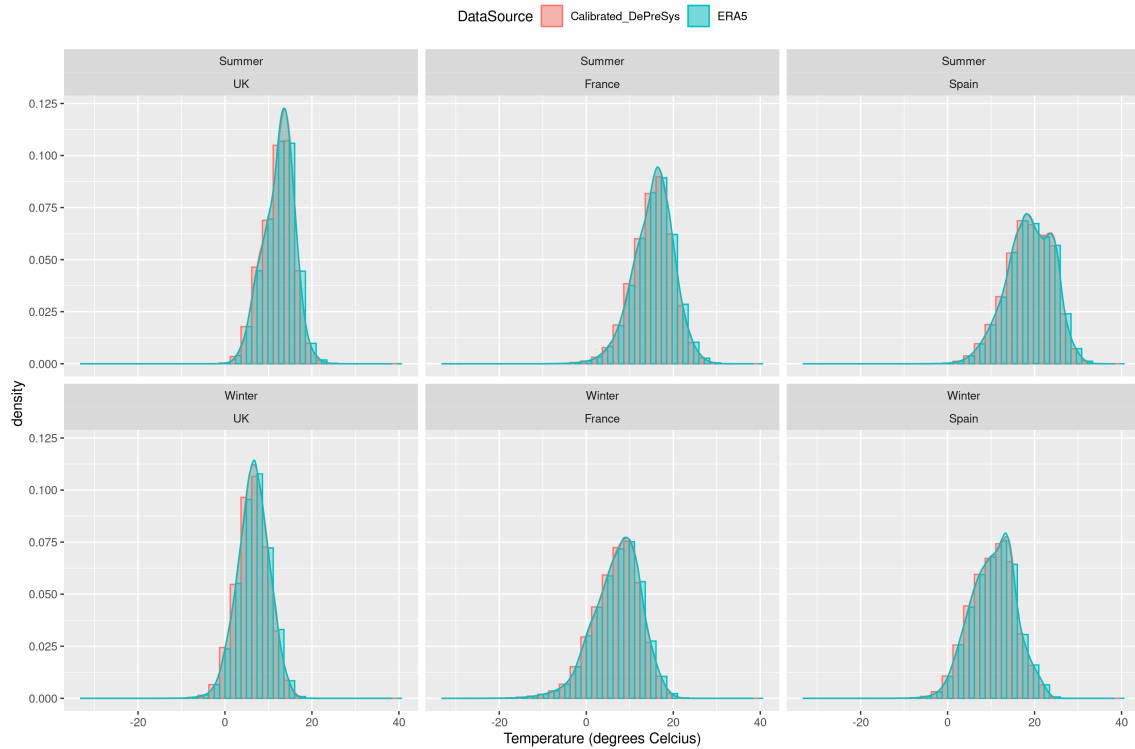 DataSource Calibrated_DePreSys ERA5
Summer Summer Summer
UK France Spain
0.125
0.100
0.075
0.050
0.025
0.000
density
Winter Winter Winter
UK France Spain
0.125
0.100
0.075
0.050
0.025
0.000
-20 0 20 40 -20 0 20 40 -20 0 20 40
Temperature (degrees Celcius)